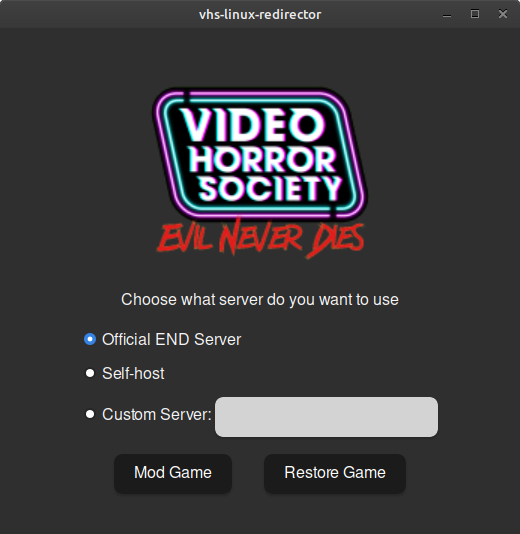 vhs-linux-redirector
VIDEO
HORROR
SOCIETY
EVIL NEVER DIES
Choose what server do you want to use
Official END Server
Self-host
Custom Server:
Mod Game
Restore Game